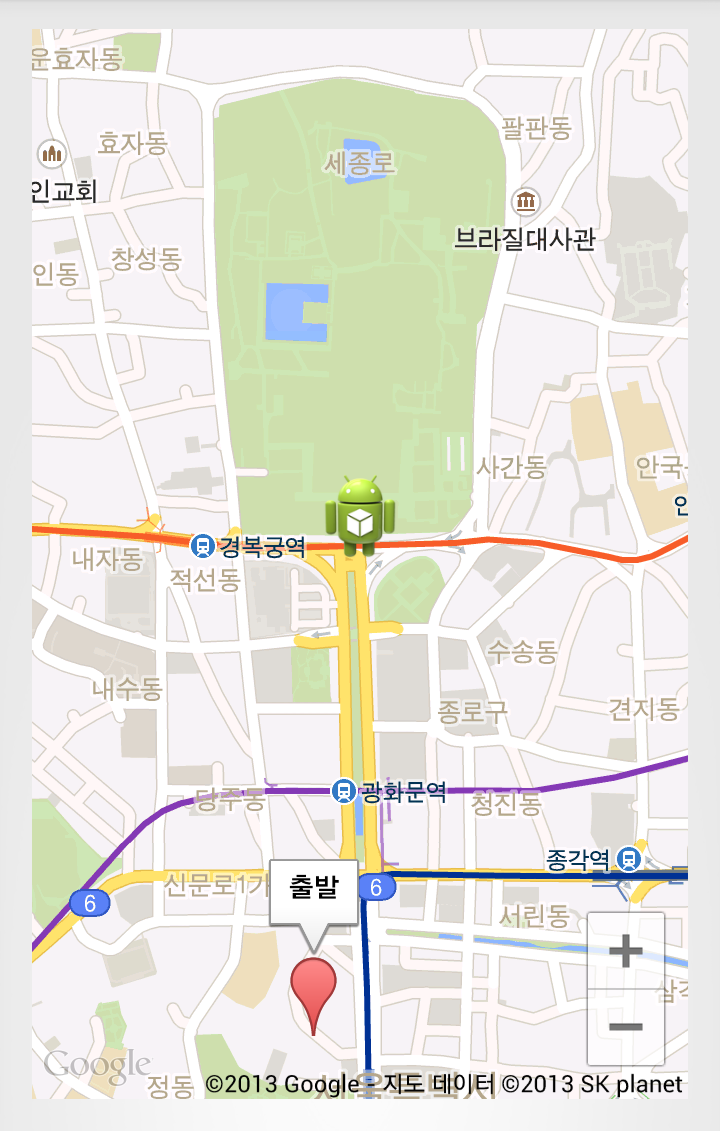 운효자동
효자동
팔판동
세종로
인교회
브라질대사관
창성동
인동
사간동
안국
경복궁역
내자동
적선동
수송동
내수동
종로구
견지동
당주동
광화문역
청진동
종각역
신문로1가
출발
6
6
서린동
+
−
삼각
Google
정동
©2013 Google - 지도 데이터 ©2013 SK planet